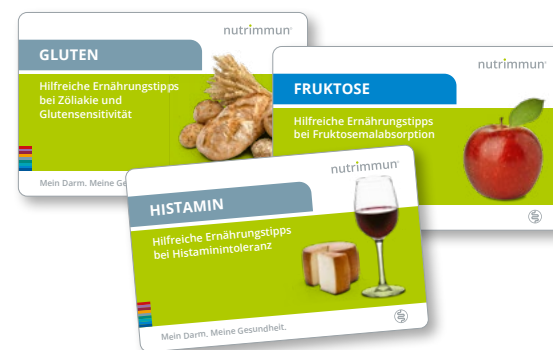 nutrimmun
GLUTEN
Hilfreiche Ernährungstipps
bei Zöliakie und
Glutensensitivität
Mein Darm. Meine Ge
nutrimmun
FRUKTOSE
Hilfreiche Ernährungstipps
bei Fruktosemalabsorption
nutrimmun
HISTAMIN
Hilfreiche Ernährungstipps
bei Histaminintoleranz
Mein Darm. Meine Gesundheit.